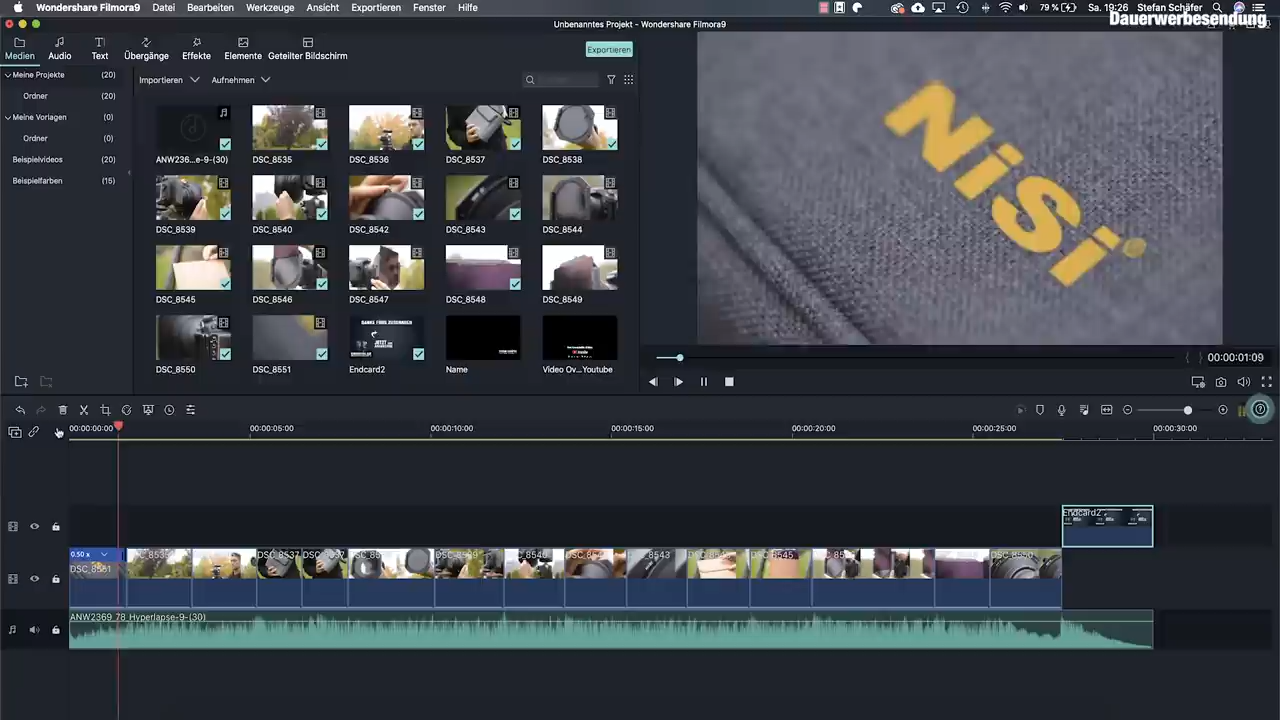 Wondershare Filmora9 Datei Bearbeiten Werkzeuge Ansicht Exportieren Fenster Hilfe 79 % Sa. 19:26 Stefan Schäfer
Dauerwerbesendung
Unbenanntes Projekt - Wondershare Filmora9
Medien Audio Text Übergänge Effekte Elemente Geteilter Bildschirm Exportieren
Meine Projekte (20)
Ordner (20)
Meine Vorlagen (0)
Ordner (0)
Beispielvideos (20)
Beispielfarben (15)
Importieren Aufnehmen
ANW236...e-9-(30) DSC_8535 DSC_8536 DSC_8537 DSC_8538
DSC_8539 DSC_8540 DSC_8542 DSC_8543 DSC_8544
DSC_8545 DSC_8546 DSC_8547 DSC_8548 DSC_8549
DANKE FÜRS ZUSCHAUEN
JETZT
DSC_8550 DSC_8551 Endcard2 Name Video Ov...Youtube
NiSi
00:00:01:09
00:00:00:00 00:00:05:00 00:00:10:00 00:00:15:00 00:00:20:00 00:00:25:00 00:00:30:00
Endcard2
0.50 x
DSC_8537 DSC_8545
ANW2369_78_Hyperlapse-9-(30)